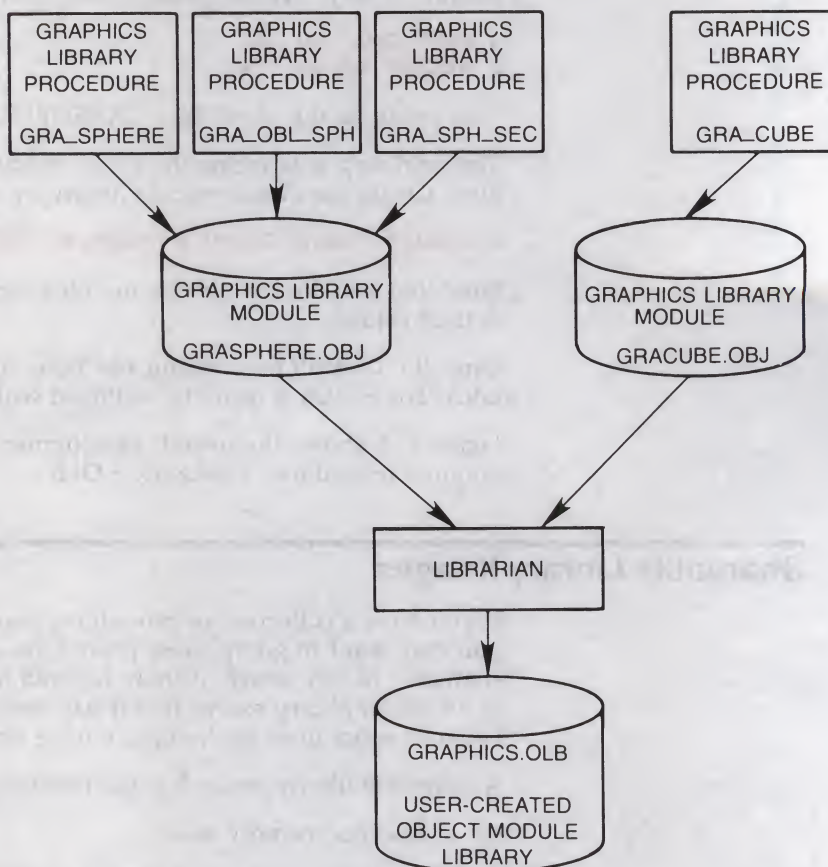 GRAPHICS
LIBRARY
PROCEDURE
GRA_SPHERE
GRAPHICS
LIBRARY
PROCEDURE
GRA_OBL_SPH
GRAPHICS
LIBRARY
PROCEDURE
GRA_SPH_SEC
GRAPHICS
LIBRARY
PROCEDURE
GRA_CUBE
GRAPHICS LIBRARY
MODULE
GRASPHERE.OBJ
GRAPHICS LIBRARY
MODULE
GRACUBE.OBJ
LIBRARIAN
GRAPHICS.OLB
USER-CREATED
OBJECT MODULE
LIBRARY